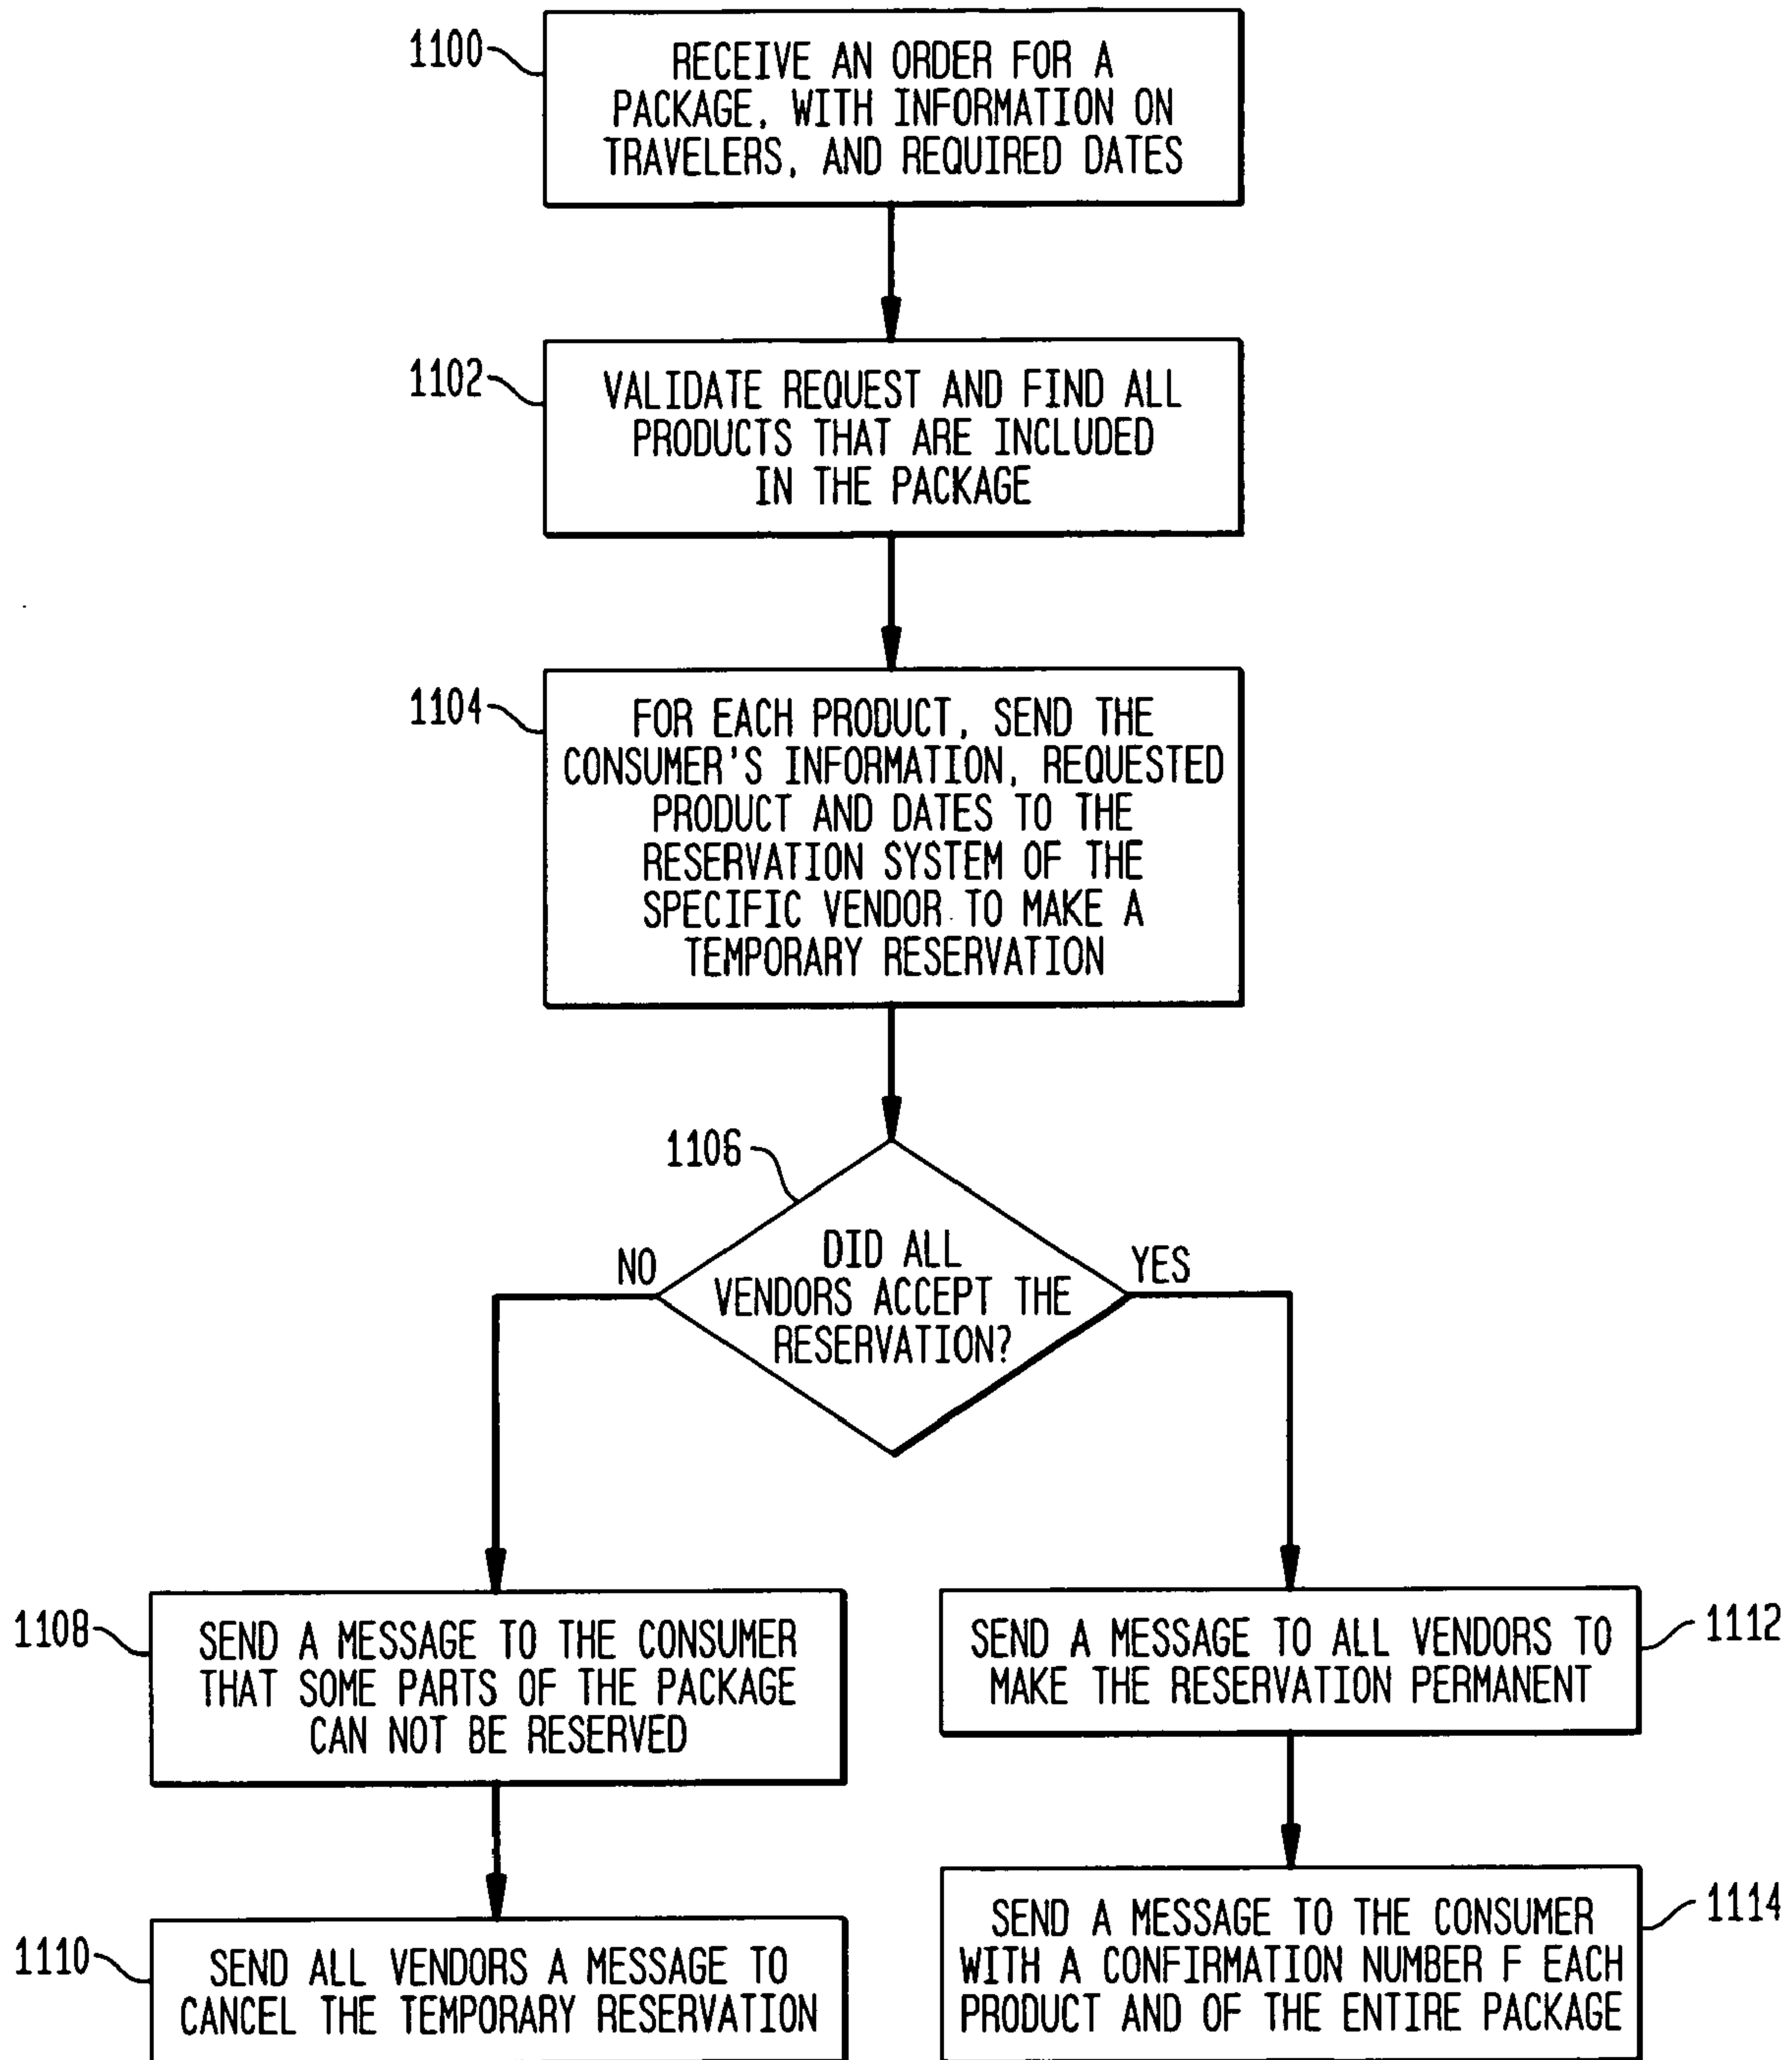 1100
RECEIVE AN ORDER FOR A
PACKAGE, WITH INFORMATION ON
TRAVELERS, AND REQUIRED DATES
1102
VALIDATE REQUEST AND FIND ALL
PRODUCTS THAT ARE INCLUDED
IN THE PACKAGE
1104
FOR EACH PRODUCT, SEND THE
CONSUMER'S INFORMATION, REQUESTED
PRODUCT AND DATES TO THE
RESERVATION SYSTEM OF THE
SPECIFIC VENDOR TO MAKE A
TEMPORARY RESERVATION
1106
DID ALL
VENDORS ACCEPT THE
RESERVATION?
NO
YES
1108
SEND A MESSAGE TO THE CONSUMER
THAT SOME PARTS OF THE PACKAGE
CAN NOT BE RESERVED
1112
SEND A MESSAGE TO ALL VENDORS TO
MAKE THE RESERVATION PERMANENT
1110
SEND ALL VENDORS A MESSAGE TO
CANCEL THE TEMPORARY RESERVATION
1114
SEND A MESSAGE TO THE CONSUMER
WITH A CONFIRMATION NUMBER F EACH
PRODUCT AND OF THE ENTIRE PACKAGE